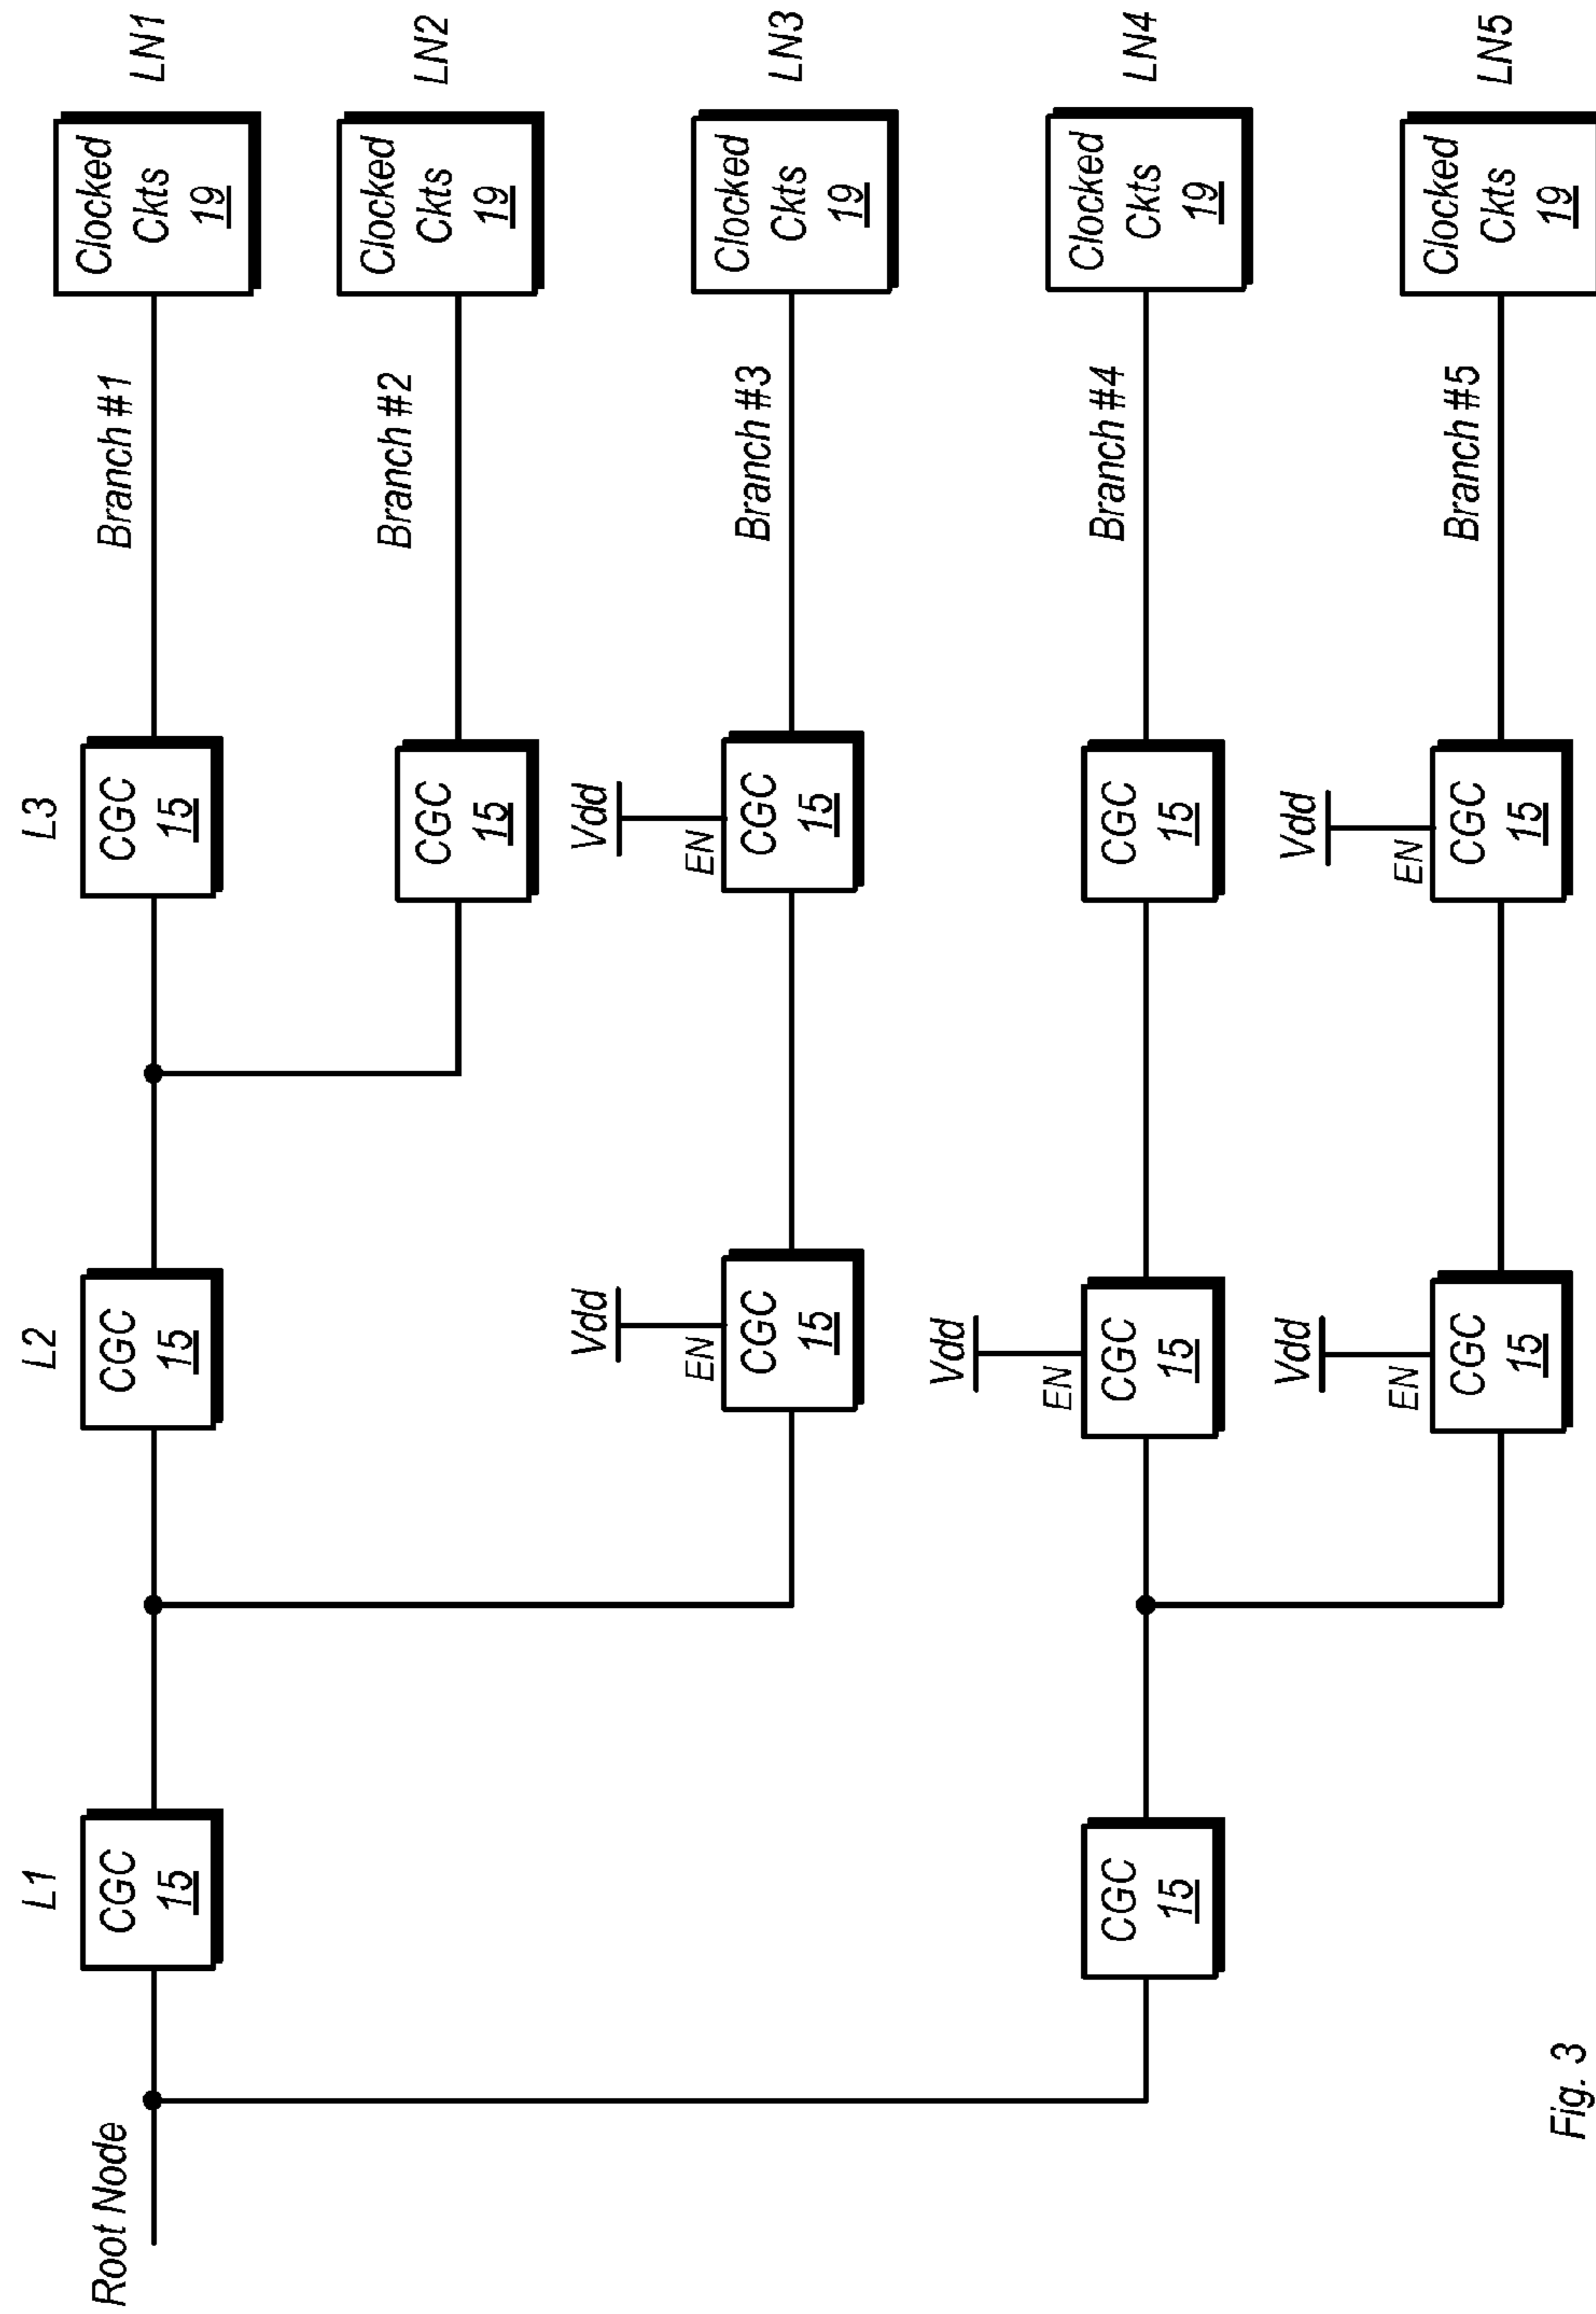 L1
L2
L3
Root Node
CGC
15
CGC
15
CGC
15
Branch #1
Clocked
Ckts
19
LN1
CGC
15
Branch #2
Clocked
Ckts
19
LN2
Vdd
EN
CGC
15
Vdd
EN
CGC
15
Branch #3
Clocked
Ckts
19
LN3
CGC
15
Vdd
EN
CGC
15
CGC
15
Branch #4
Clocked
Ckts
19
LN4
Vdd
EN
CGC
15
Vdd
EN
CGC
15
Branch #5
Clocked
Ckts
19
LN5
Fig. 3